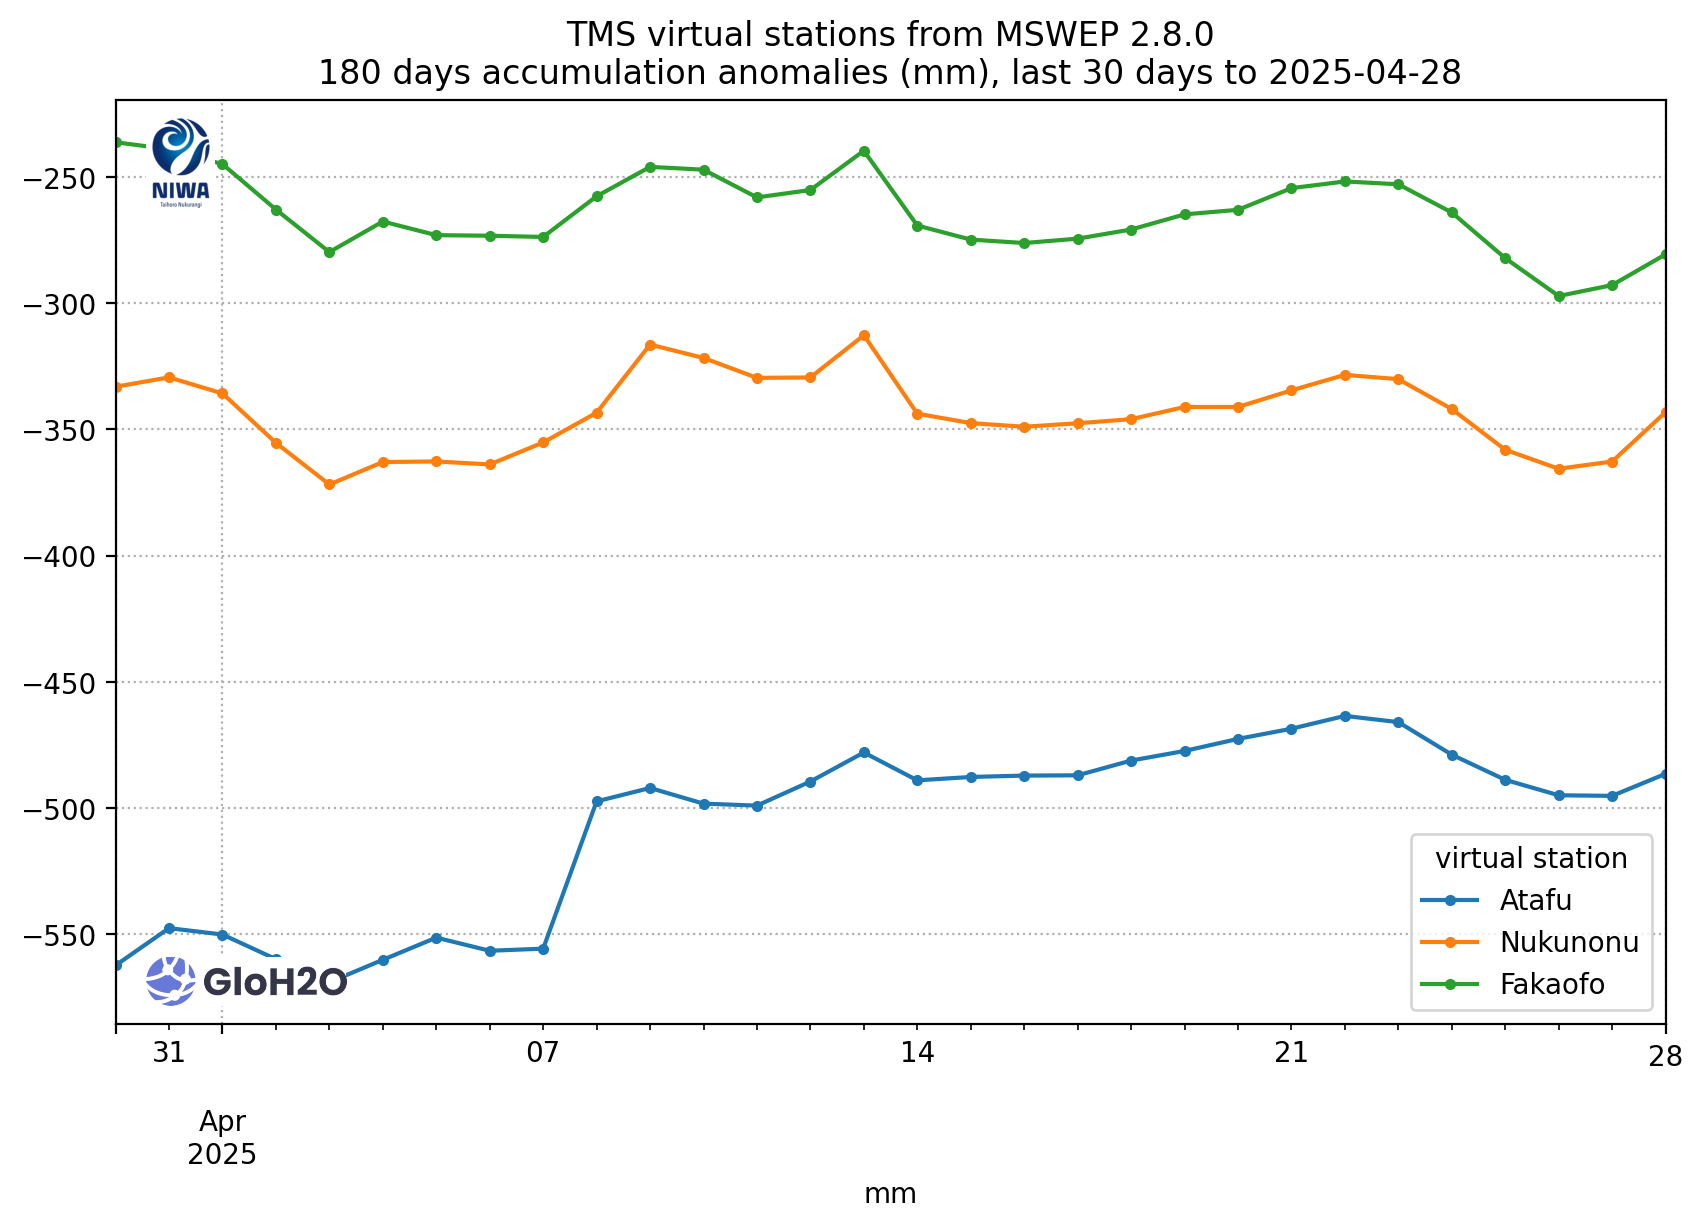 TMS virtual stations from MSWEP 2.8.0
180 days accumulation anomalies (mm), last 30 days to 2025-04-28
NIWA
Taihoro Nukurangi
−250
−300
−350
−400
−450
−500
−550
GloH2O
virtual station
Atafu
Nukunonu
Fakaofo
31 07 14 21 28
Apr
2025
mm